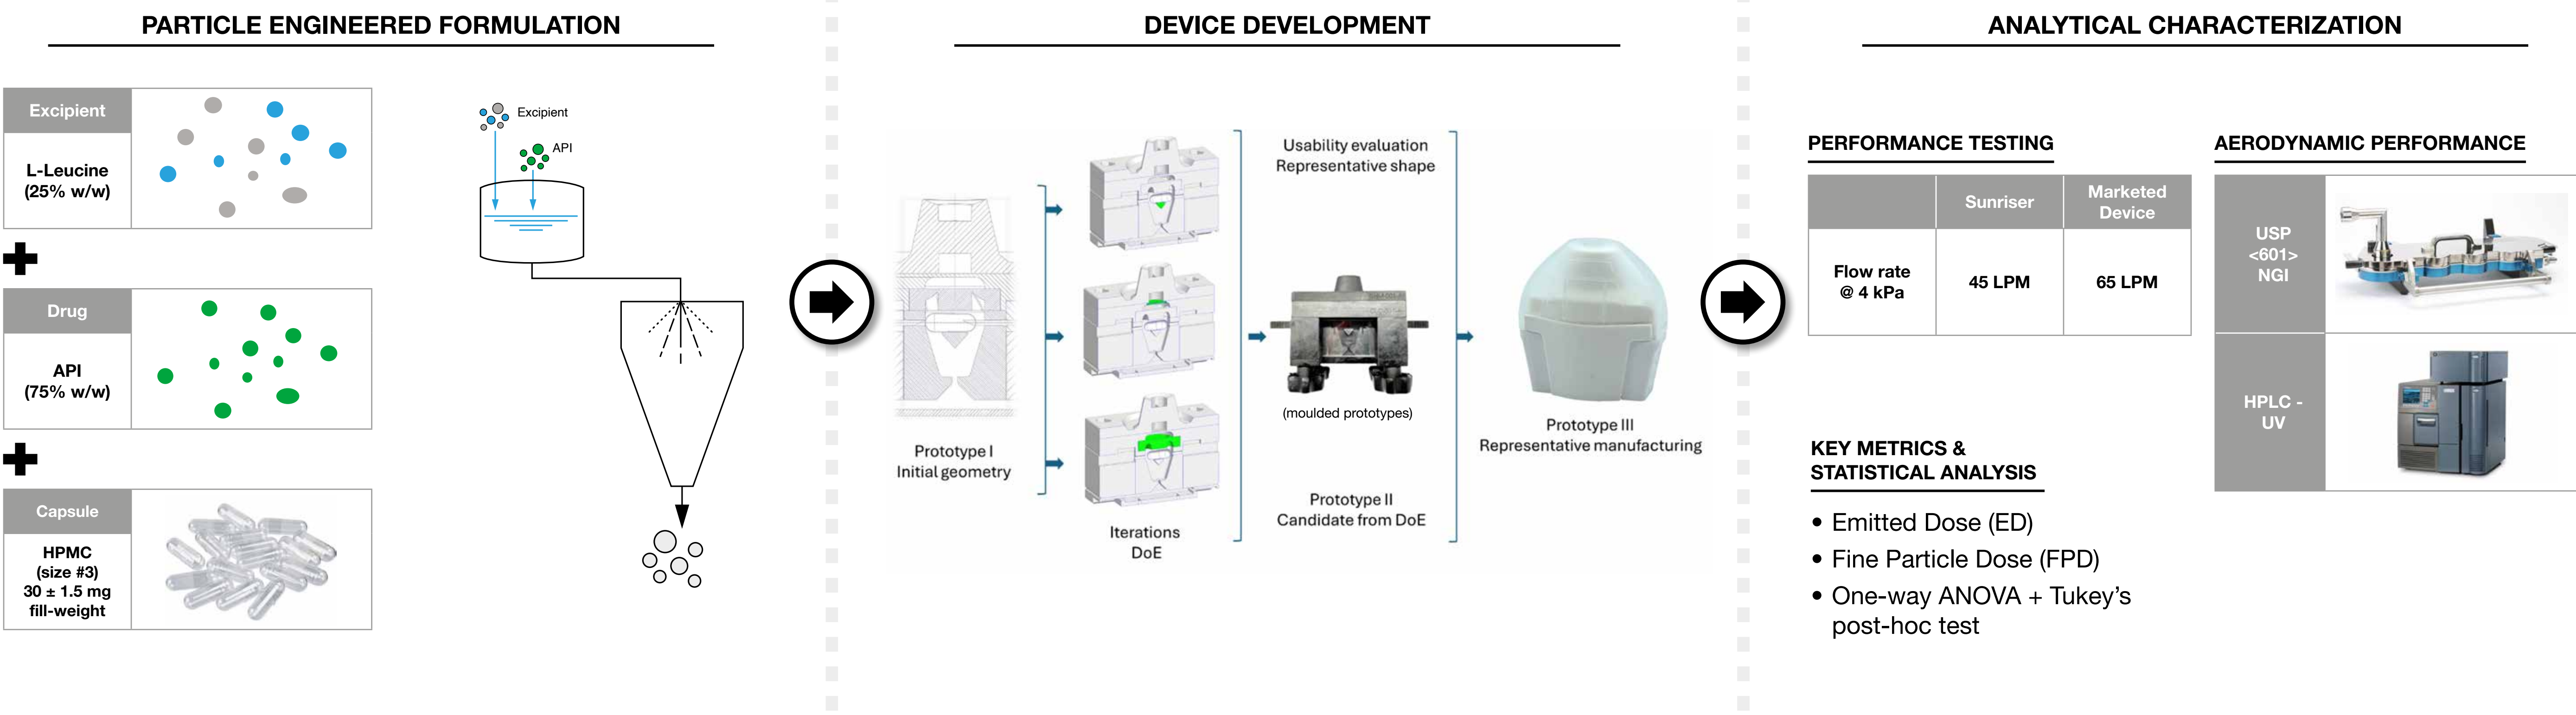 PARTICLE ENGINEERED FORMULATION
Excipient
L-Leucine
(25% w/w)
Drug
API
(75% w/w)
Capsule
HPMC
(size #3)
30 ± 1.5 mg
fill-weight
Excipient
API
DEVICE DEVELOPMENT
Prototype I
Initial geometry
Iterations
DoE
Usability evaluation
Representative shape
(moulded prototypes)
Prototype II
Candidate from DoE
Prototype III
Representative manufacturing
ANALYTICAL CHARACTERIZATION
PERFORMANCE TESTING
Sunriser
Marketed
Device
Flow rate
@ 4 kPa
45 LPM
65 LPM
KEY METRICS &
STATISTICAL ANALYSIS
• Emitted Dose (ED)
• Fine Particle Dose (FPD)
• One-way ANOVA + Tukey’s
post-hoc test
AERODYNAMIC PERFORMANCE
USP
<601>
NGI
HPLC -
UV